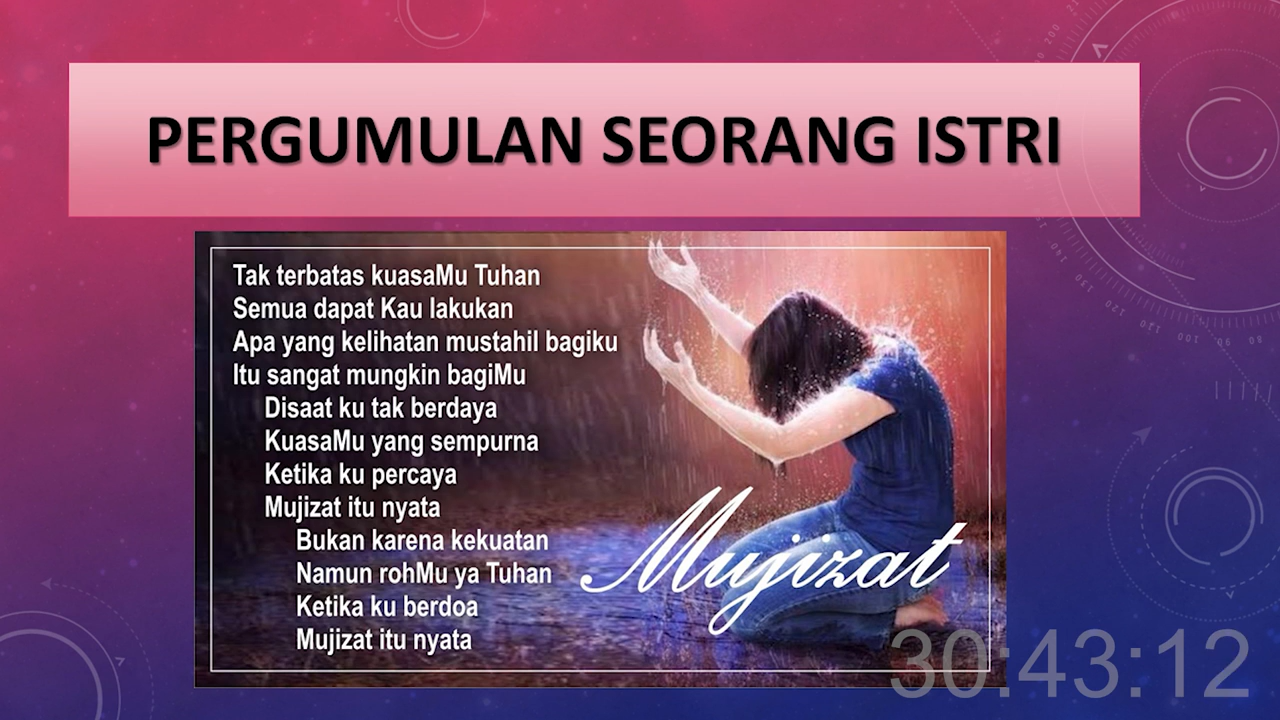 PERGUMULAN SEORANG ISTRI
Tak terbatas kuasaMu Tuhan
Semua dapat Kau lakukan
Apa yang kelihatan mustahil bagiku
Itu sangat mungkin bagiMu
Disaat ku tak berdaya
KuasaMu yang sempurna
Ketika ku percaya
Mujizat itu nyata
Bukan karena kekuatan
Namun rohMu ya Tuhan
Ketika ku berdoa
Mujizat itu nyata
Mujizat
30:43:12